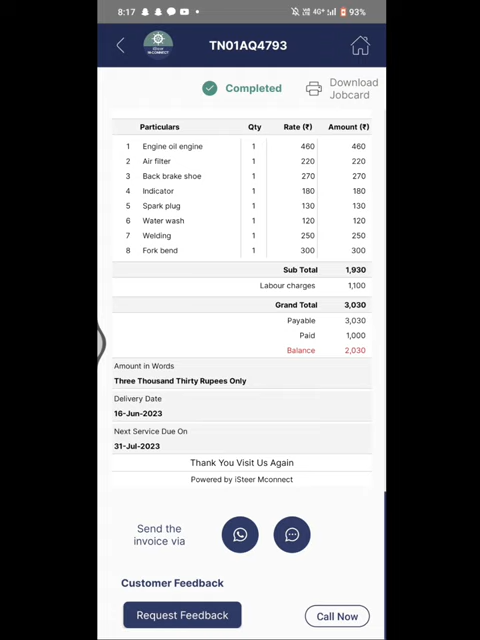 8:17 4G+ 93%
TN01AQ4793
Completed
Download
Jobcard
Particulars Qty Rate (₹) Amount (₹)
1 Engine oil engine 1 460 460
2 Air filter 1 220 220
3 Back brake shoe 1 270 270
4 Indicator 1 180 180
5 Spark plug 1 130 130
6 Water wash 1 120 120
7 Welding 1 250 250
8 Fork bend 1 300 300
Sub Total 1,930
Labour charges 1,100
Grand Total 3,030
Payable 3,030
Paid 1,000
Balance 2,030
Amount in Words
Three Thousand Thirty Rupees Only
Delivery Date
16-Jun-2023
Next Service Due On
31-Jul-2023
Thank You Visit Us Again
Powered by iSteer Mconnect
Send the
invoice via
Customer Feedback
Request Feedback
Call Now